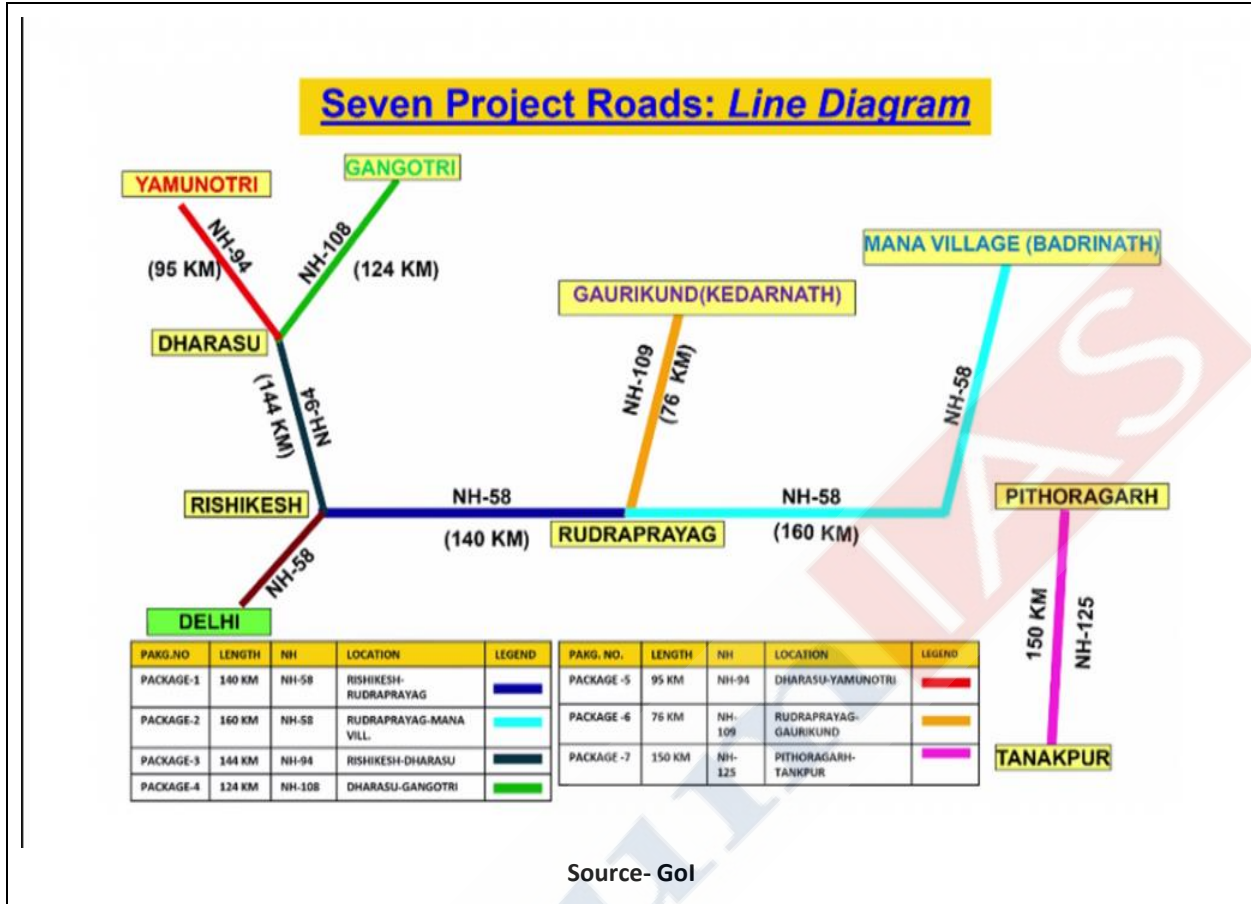 Seven Project Roads: Line Diagram
YAMUNOTRI
GANGOTRI
NH-94
(95 KM)
NH-108
(124 KM)
MANA VILLAGE (BADRINATH)
GAURIKUND(KEDARNATH)
DHARASU
NH-109
(76 KM)
NH-58
(144 KM)
NH-94
RISHIKESH
NH-58
(140 KM)
RUDRAPRAYAG
NH-58
(160 KM)
PITHORAGARH
NH-58
DELHI
150 KM
NH-125
TANAKPUR
PAKG.NO LENGTH NH LOCATION LEGEND
PACKAGE-1 140 KM NH-58 RISHIKESH-
RUDRAPRAYAG
PACKAGE-2 160 KM NH-58 RUDRAPRAYAG-MANA
VILL.
PACKAGE-3 144 KM NH-94 RISHIKESH-DHARASU
PACKAGE-4 124 KM NH-108 DHARASU-GANGOTRI
PAKG. NO. LENGTH NH LOCATION LEGEND
PACKAGE -5 95 KM NH-94 DHARASU-YAMUNOTRI
PACKAGE -6 76 KM NH-
109 RUDRAPRAYAG-
GAURIKUND
PACKAGE -7 150 KM NH-
125 PITHORAGARH-
TANKPUR
um IAS
Source- GoI